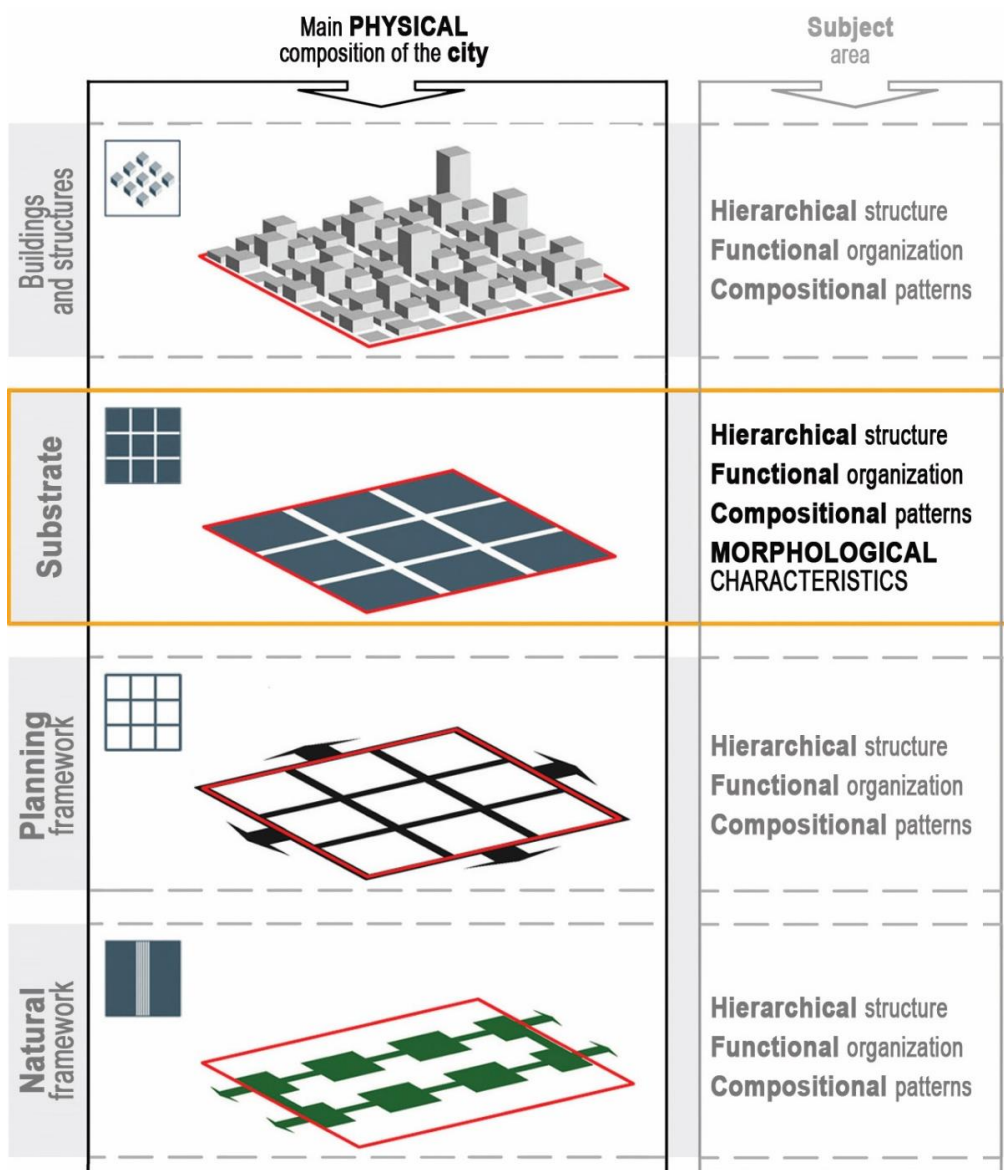 Main PHYSICAL
composition of the city
Subject
area
Buildings
and structures
Hierarchical structure
Functional organization
Compositional patterns
Substrate
Hierarchical structure
Functional organization
Compositional patterns
MORPHOLOGICAL
CHARACTERISTICS
Planning
framework
Hierarchical structure
Functional organization
Compositional patterns
Natural
framework
Hierarchical structure
Functional organization
Compositional patterns